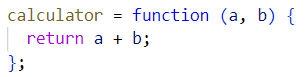 calculator = function (a, b) {
  return a + b;
};